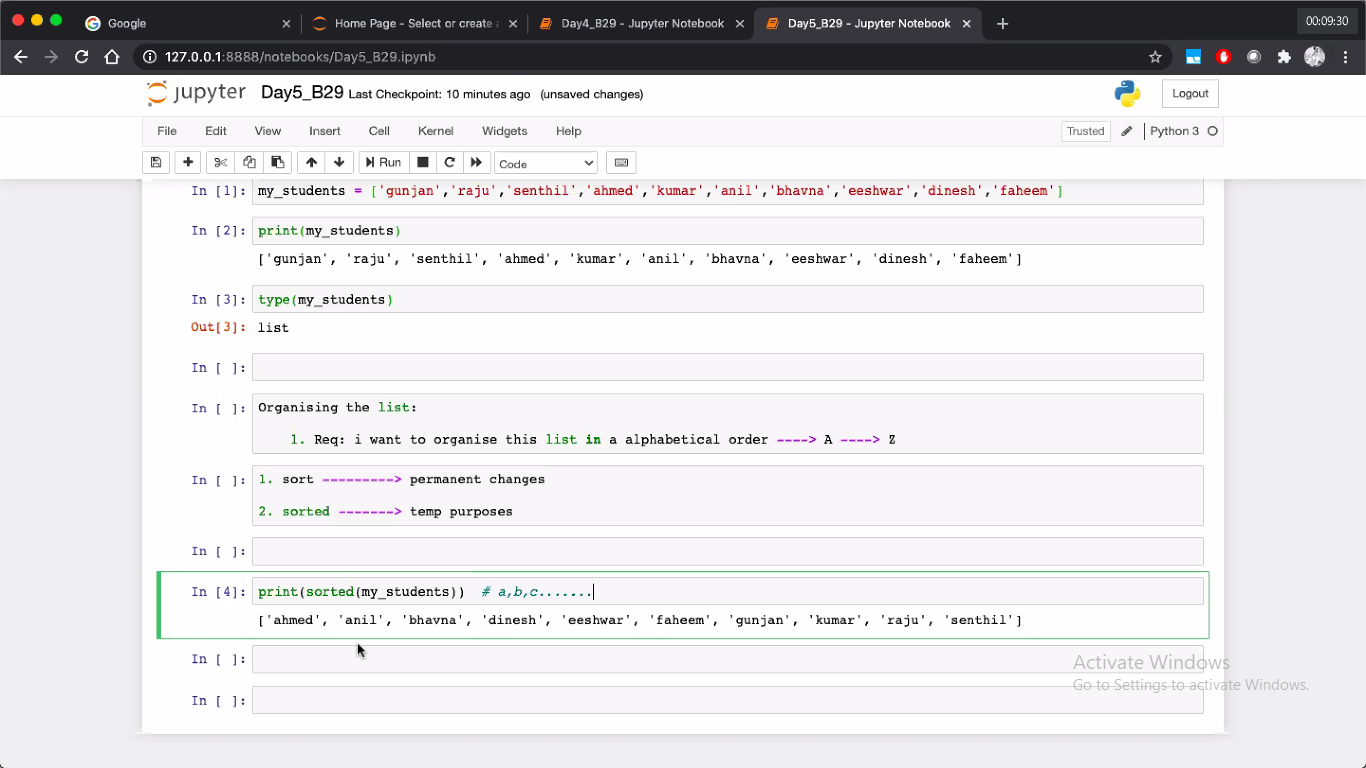 Google
Home Page - Select or create
Day4_B29 - Jupyter Notebook
Day5_B29 - Jupyter Notebook
00:09:30
127.0.0.1:8888/notebooks/Day5_B29.ipynb
jupyter Day5_B29 Last Checkpoint: 10 minutes ago (unsaved changes)
Logout
File Edit View Insert Cell Kernel Widgets Help
Trusted Python 3
Run Code
In [1]: my_students = ['gunjan','raju','senthil','ahmed','kumar','anil','bhavna','eeshwar','dinesh','faheem']
In [2]: print(my_students)
['gunjan', 'raju', 'senthil', 'ahmed', 'kumar', 'anil', 'bhavna', 'eeshwar', 'dinesh', 'faheem']
In [3]: type(my_students)
Out[3]: list
In [ ]:
In [ ]: Organising the list:
1. Req: i want to organise this list in a alphabetical order ----> A ----> Z
In [ ]: 1. sort ---------> permanent changes
2. sorted -------> temp purposes
In [ ]:
In [4]: print(sorted(my_students))  # a,b,c.......
['ahmed', 'anil', 'bhavna', 'dinesh', 'eeshwar', 'faheem', 'gunjan', 'kumar', 'raju', 'senthil']
In [ ]:
In [ ]:
Activate Windows
Go to Settings to activate Windows.